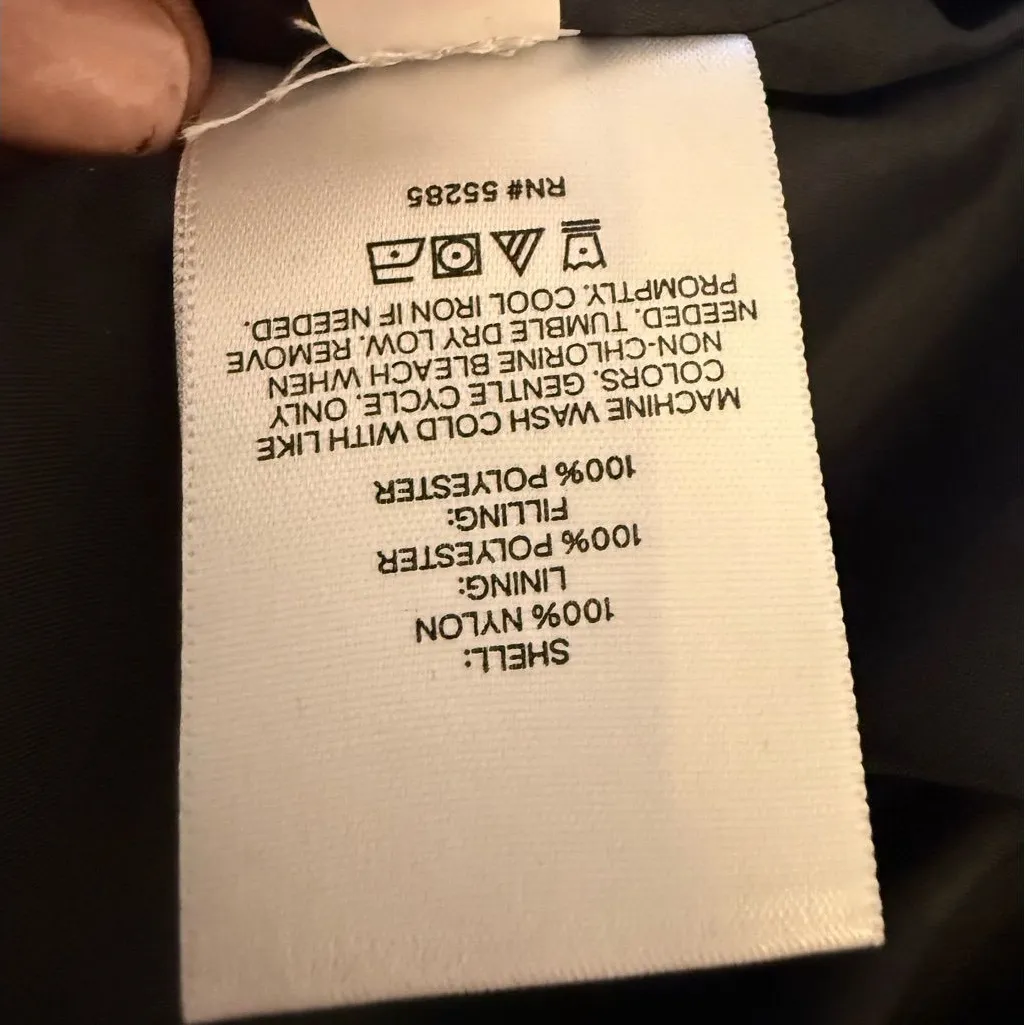 SHELL:
100% NYLON
LINING:
100% POLYESTER
FILLING:
100% POLYESTER
MACHINE WASH COLD WITH LIKE
COLORS. GENTLE CYCLE. ONLY
NON-CHLORINE BLEACH WHEN
NEEDED. TUMBLE DRY LOW. REMOVE
PROMPTLY. COOL IRON IF NEEDED.
RN# 55285